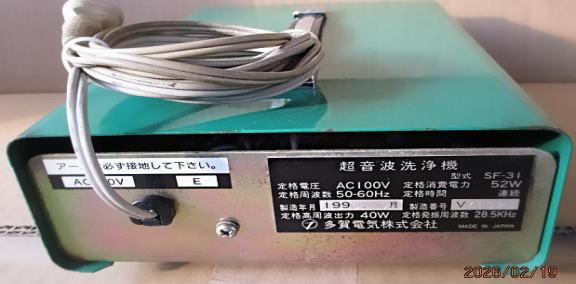 アー 必ず接地して下さい。
AC 0V E
超音波洗浄機
型式 SF-31
定格電圧 AC100V 定格消費電力 52W
定格周波数 50-60Hz 定格時間 連続
製造年月 199 月 製造番号 V
定格高周波出力 40W 定格発振周波数 28.5KHz
多賀電気株式会社 MADE IN JAPAN
2026/02/19